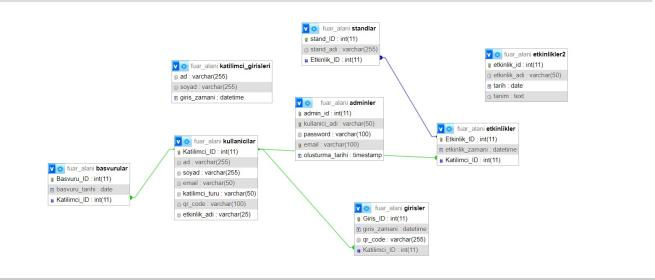 fuar_alani standlar
stand_ID : int(11)
stand_adi : varchar(255)
Etkinlik_ID : int(11)
fuar_alani etkinlikler2
etkinlik_id : int(11)
etkinlik_adi : varchar(50)
tarih : date
tanim : text
fuar_alani katilimci_girisleri
ad : varchar(255)
soyad : varchar(255)
giris_zamani : datetime
fuar_alani adminler
admin_id : int(11)
kullanici_adi : varchar(50)
password : varchar(100)
email : varchar(100)
olusturma_tarihi : timestamp
fuar_alani etkinlikler
Etkinlik_ID : int(11)
etkinlik_zamani : datetime
Katilimci_ID : int(11)
fuar_alani kullanicilar
Katilimci_ID : int(11)
ad : varchar(255)
soyad : varchar(255)
email : varchar(50)
katilimci_turu : varchar(50)
qr_code : varchar(100)
etkinlik_adi : varchar(25)
fuar_alani basvurular
Basvuru_ID : int(11)
basvuru_tarihi : date
Katilimci_ID : int(11)
fuar_alani girisler
Giris_ID : int(11)
giris_zamani : datetime
qr_code : varchar(255)
Katilimci_ID : int(11)